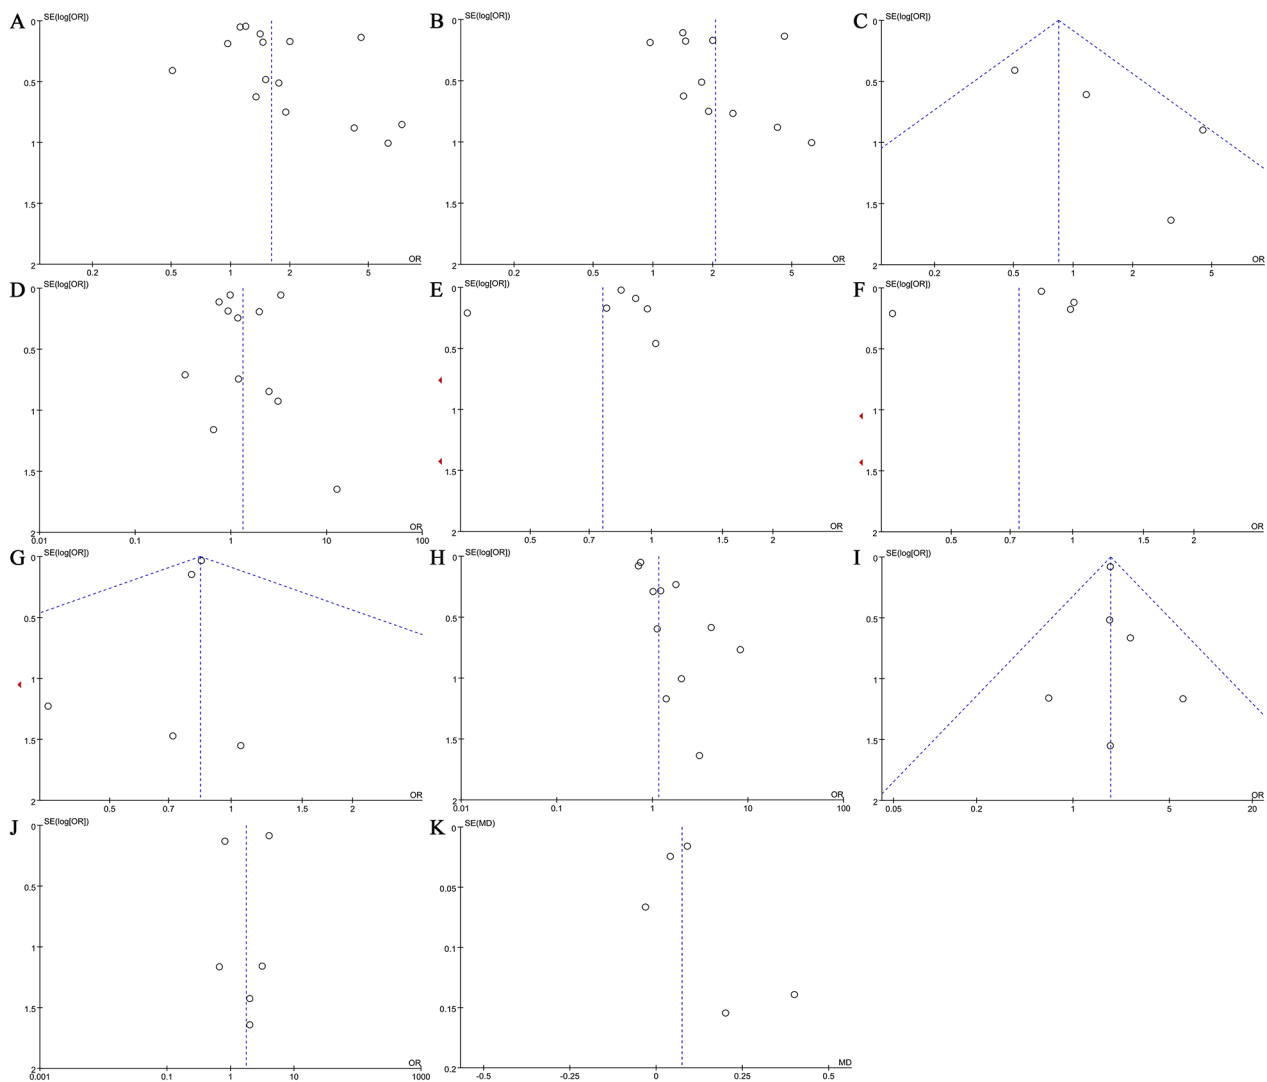 A
SE(log[OR])
0
0.5
1
1.5
2
0.2 0.5 1 2 5
OR
B
SE(log[OR])
0
0.5
1
1.5
2
0.2 0.5 1 2 5
OR
C
SE(log[OR])
0
0.5
1
1.5
2
0.2 0.5 1 2 5
OR
D
SE(log[OR])
0
0.5
1
1.5
2
0.01 0.1 1 10 100
OR
E
SE(log[OR])
0
0.5
1
1.5
2
0.5 0.7 1 1.5 2
OR
F
SE(log[OR])
0
0.5
1
1.5
2
0.5 0.7 1 1.5 2
OR
G
SE(log[OR])
0
0.5
1
1.5
2
0.5 0.7 1 1.5 2
OR
H
SE(log[OR])
0
0.5
1
1.5
2
0.01 0.1 1 10 100
OR
I
SE(log[OR])
0
0.5
1
1.5
2
0.05 0.2 1 5 20
OR
J
SE(log[OR])
0
0.5
1
1.5
2
0.001 0.1 1 10 1000
OR
K
SE(MD)
0
0.05
0.1
0.15
0.2
-0.5 -0.25 0 0.25 0.5
MD